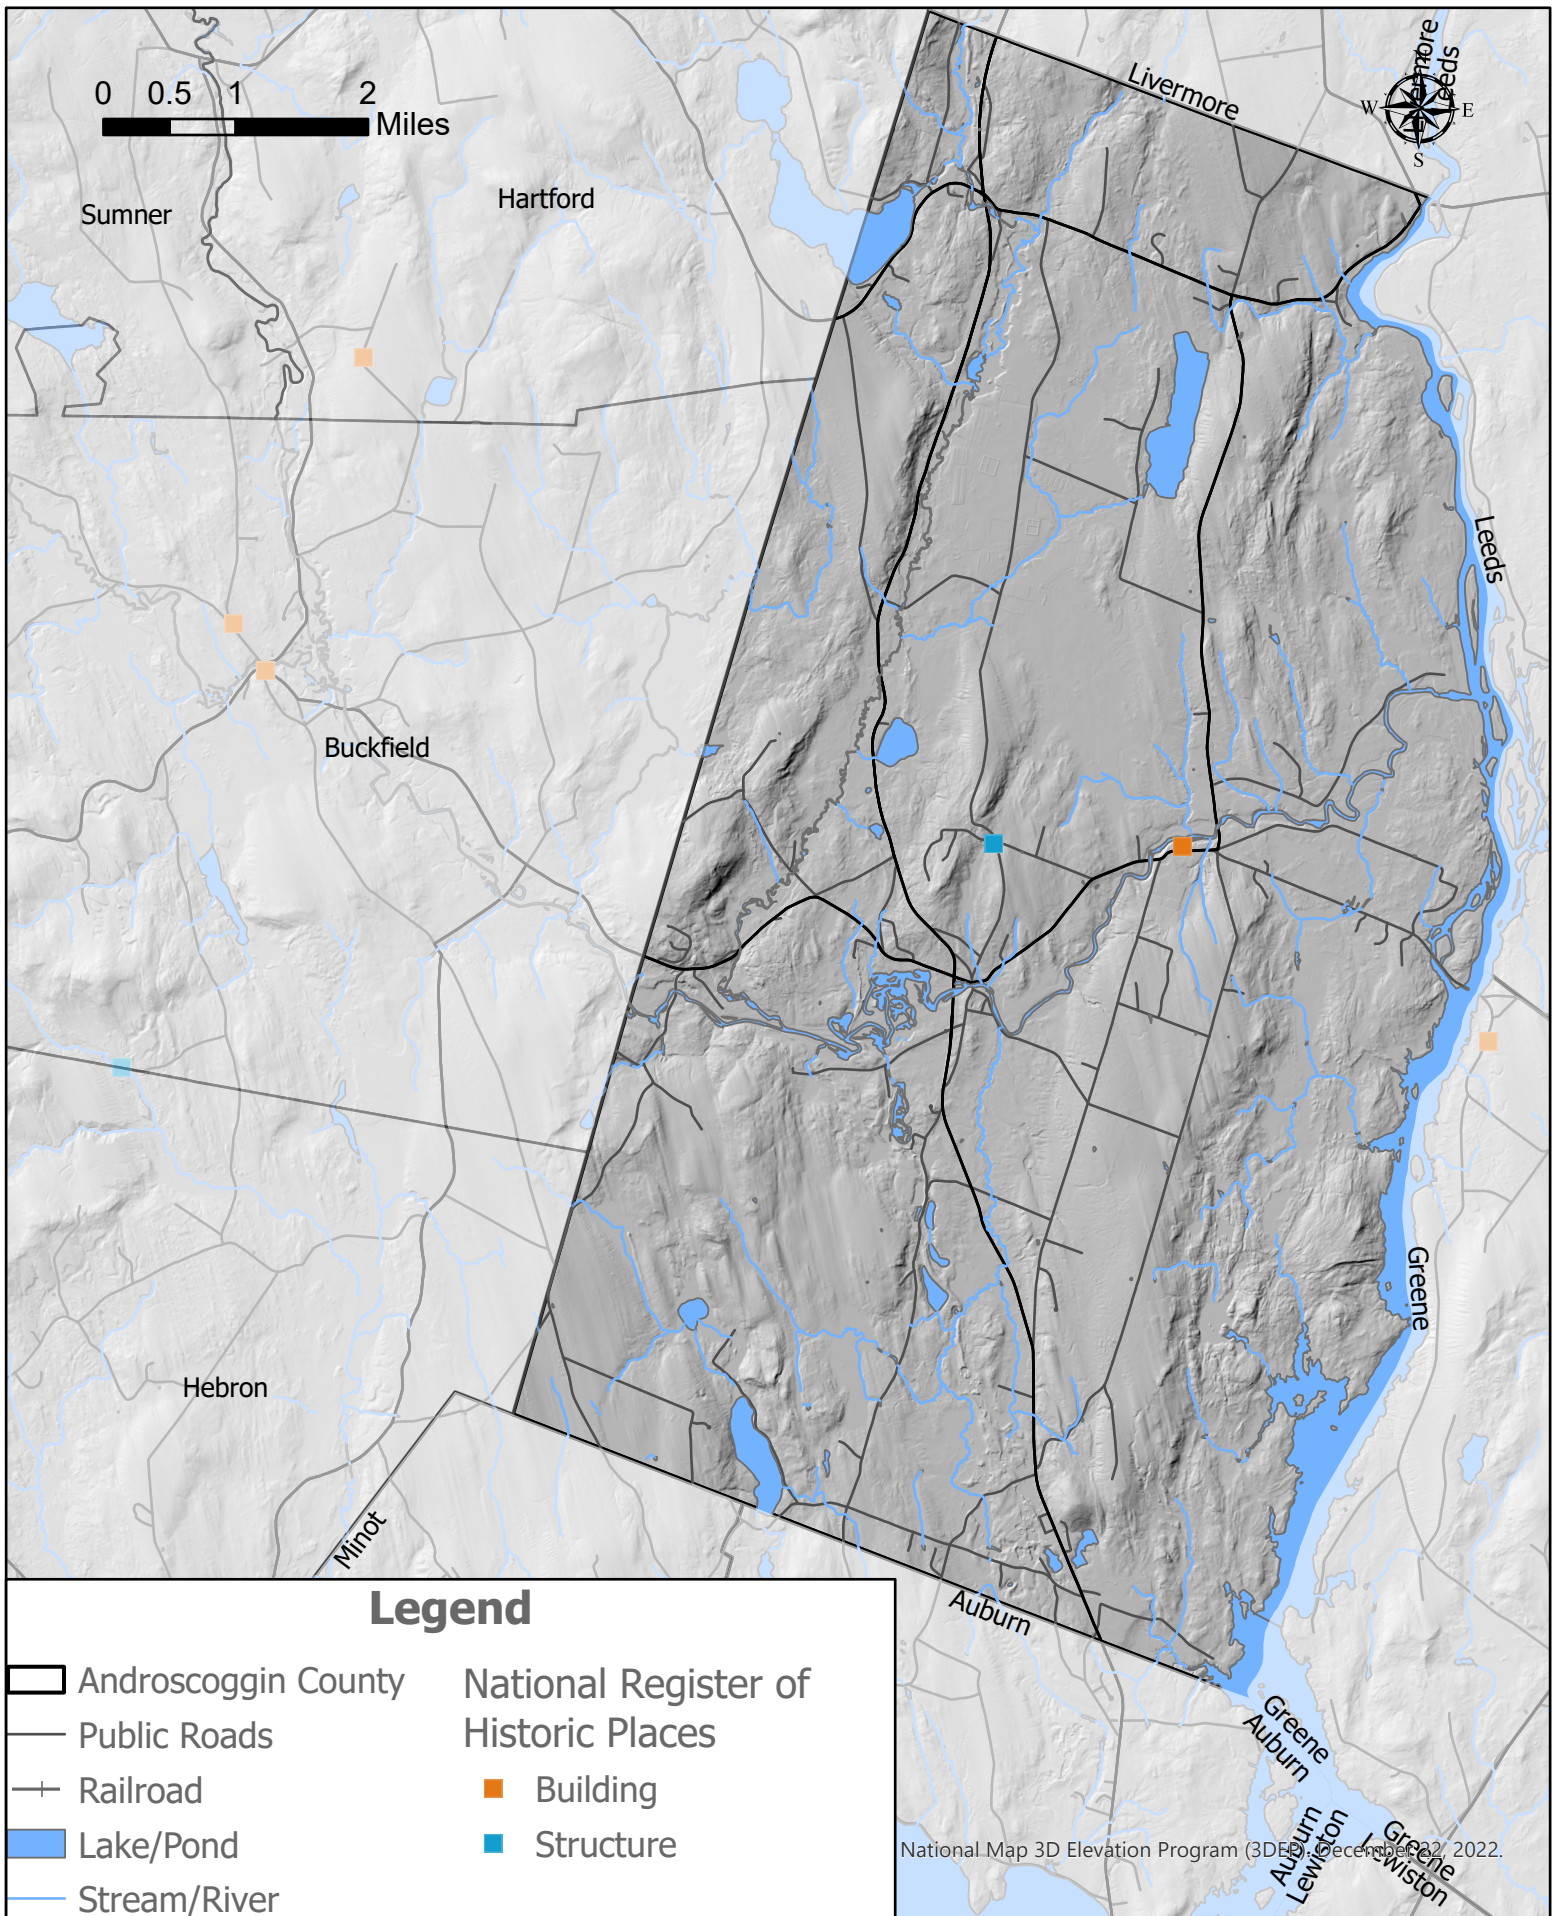 0 0.5 1 2
Miles
Livermore
Livermore
Leeds
W E
S
Hartford
Sumner
Leeds
Buckfield
Greene
Hebron
Minot
Auburn
Greene
Auburn
Auburn
Lewiston
Greene
Lewiston
National Map 3D Elevation Program (3DEP). December 22, 2022.
Legend
Androscoggin County
Public Roads
Railroad
Lake/Pond
Stream/River
National Register of
Historic Places
Building
Structure